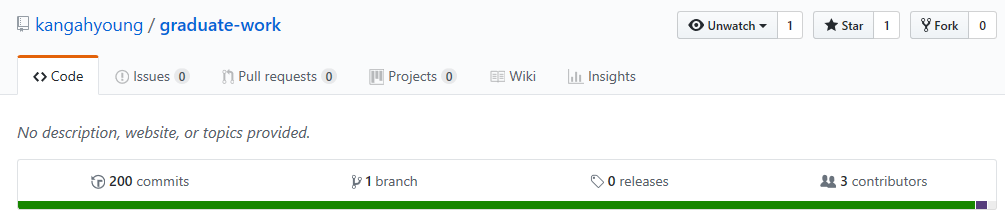 kangahyoung / graduate-work Unwatch 1 Star 1 Fork 0
Code Issues 0 Pull requests 0 Projects 0 Wiki Insights
No description, website, or topics provided.
200 commits 1 branch 0 releases 3 contributors